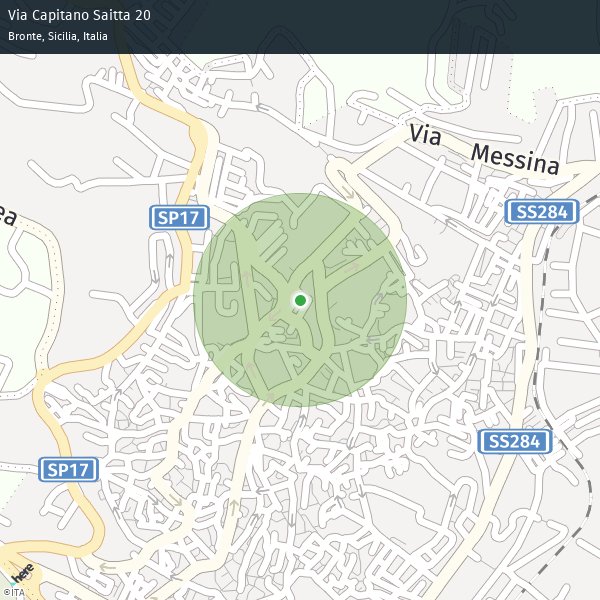 Via Capitano Saitta 20
Bronte, Sicilia, Italia
Via Messina
ea
SP17
SS284
SS284
SP17
here
©ITA